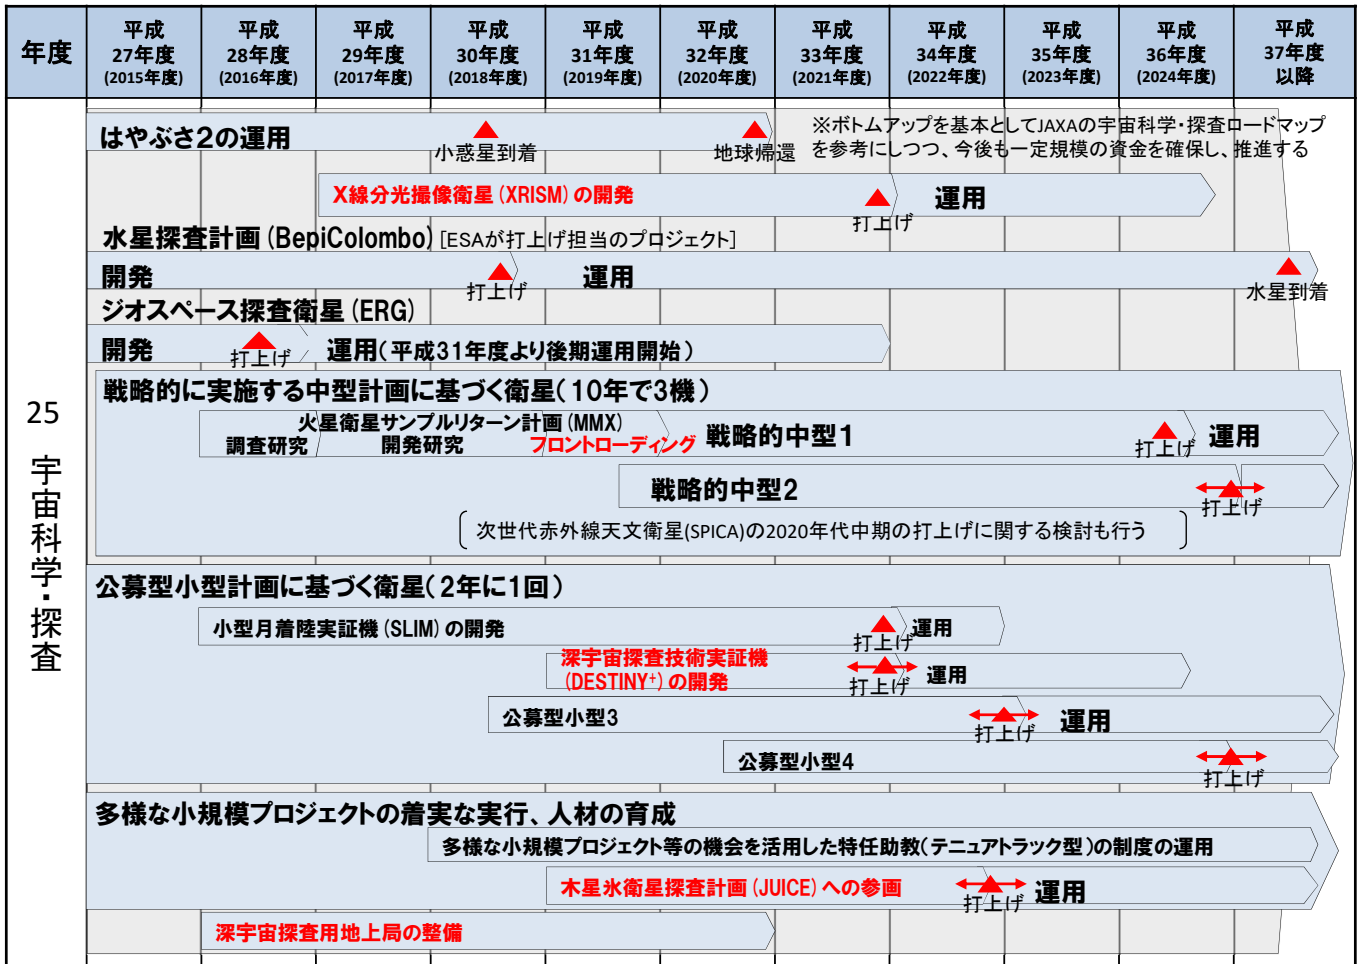 年度
平成
27年度
(2015年度)
平成
28年度
(2016年度)
平成
29年度
(2017年度)
平成
30年度
(2018年度)
平成
31年度
(2019年度)
平成
32年度
(2020年度)
平成
33年度
(2021年度)
平成
34年度
(2022年度)
平成
35年度
(2023年度)
平成
36年度
(2024年度)
平成
37年度
以降
25 宇宙科学・探査
はやぶさ2の運用
小惑星到着
地球帰還
※ボトムアップを基本としてJAXAの宇宙科学・探査ロードマップ
を参考にしつつ、今後も一定規模の資金を確保し、推進する
X線分光撮像衛星(XRISM)の開発
打上げ
運用
水星探査計画(BepiColombo)[ESAが打上げ担当のプロジェクト]
開発
打上げ
運用
水星到着
ジオスペース探査衛星(ERG)
開発
打上げ
運用(平成31年度より後期運用開始)
戦略的に実施する中型計画に基づく衛星(10年で3機)
火星衛星サンプルリターン計画(MMX)
調査研究
開発研究
フロントローディング
戦略的中型1
打上げ
運用
戦略的中型2
打上げ
次世代赤外線天文衛星(SPICA)の2020年代中期の打上げに関する検討も行う
公募型小型計画に基づく衛星(2年に1回)
小型月着陸実証機(SLIM)の開発
打上げ
運用
深宇宙探査技術実証機
(DESTINY⁺)の開発
打上げ
運用
公募型小型3
打上げ
運用
公募型小型4
打上げ
多様な小規模プロジェクトの着実な実行、人材の育成
多様な小規模プロジェクト等の機会を活用した特任助教(テニュアトラック型)の制度の運用
木星氷衛星探査計画(JUICE)への参画
打上げ
運用
深宇宙探査用地上局の整備